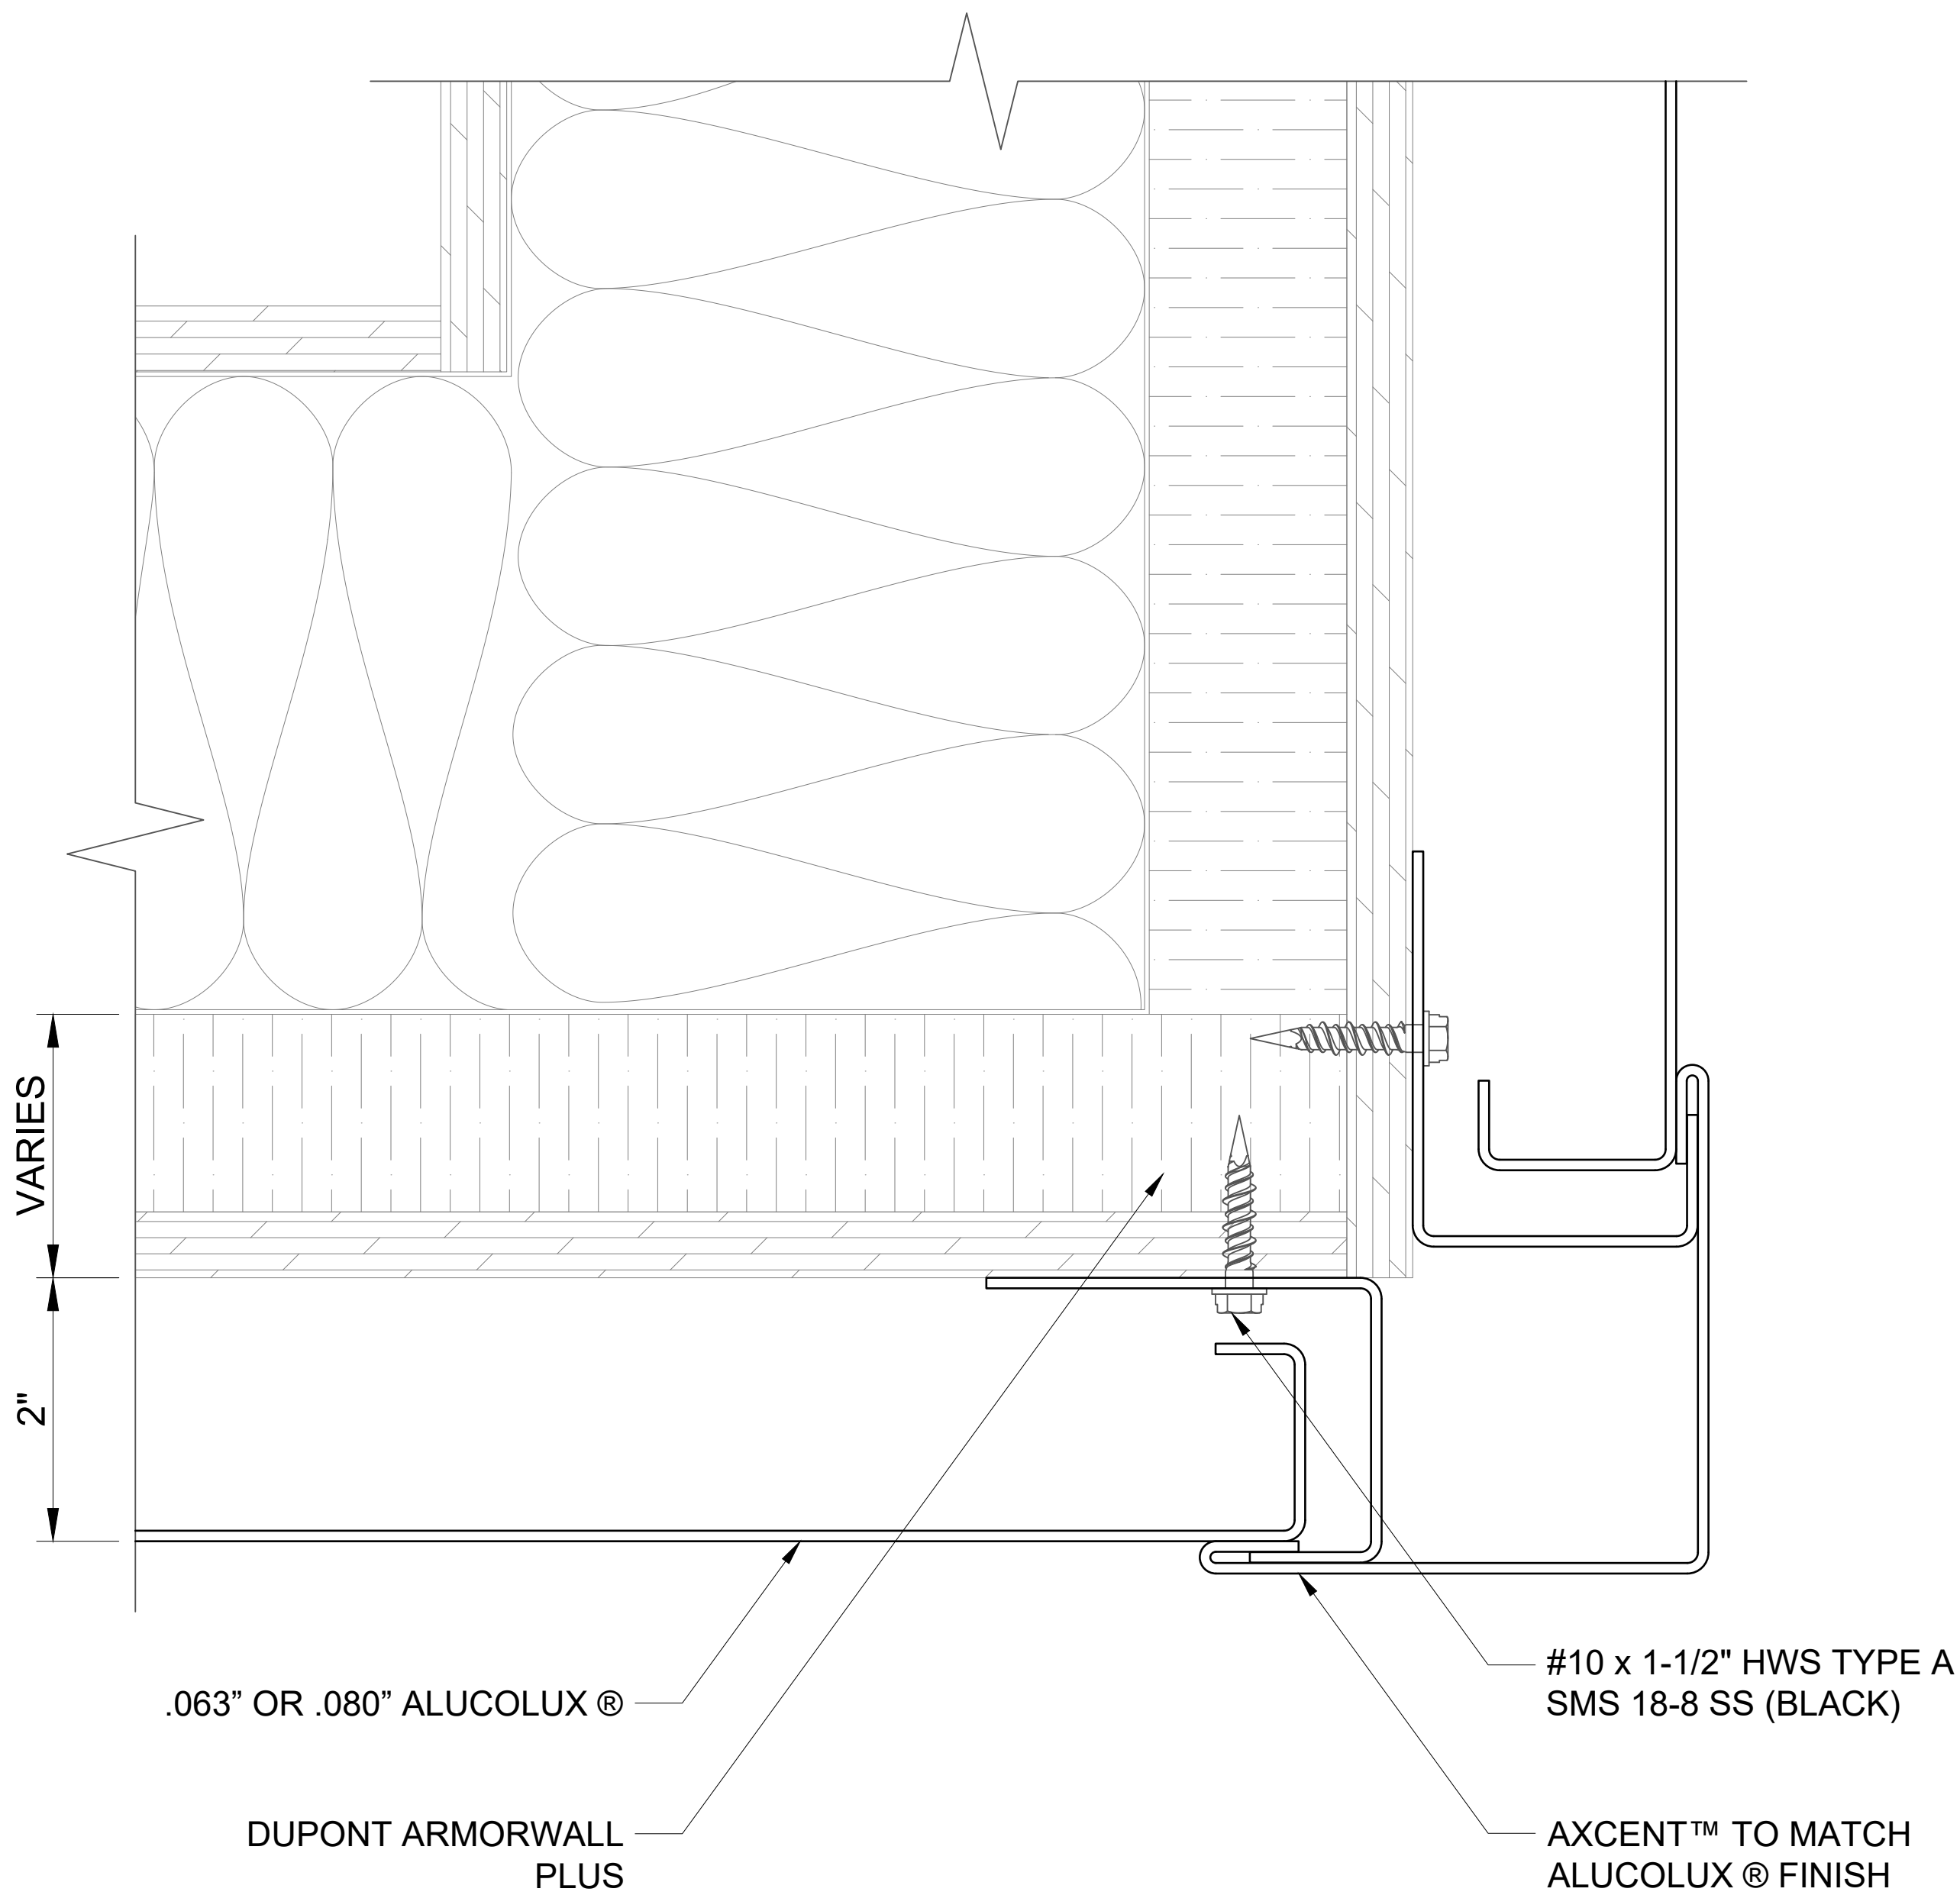 VARIES
2"
.063” OR .080” ALUCOLUX ®
DUPONT ARMORWALL
PLUS
#10 x 1-1/2" HWS TYPE A
SMS 18-8 SS (BLACK)
AXCENT™ TO MATCH
ALUCOLUX ® FINISH